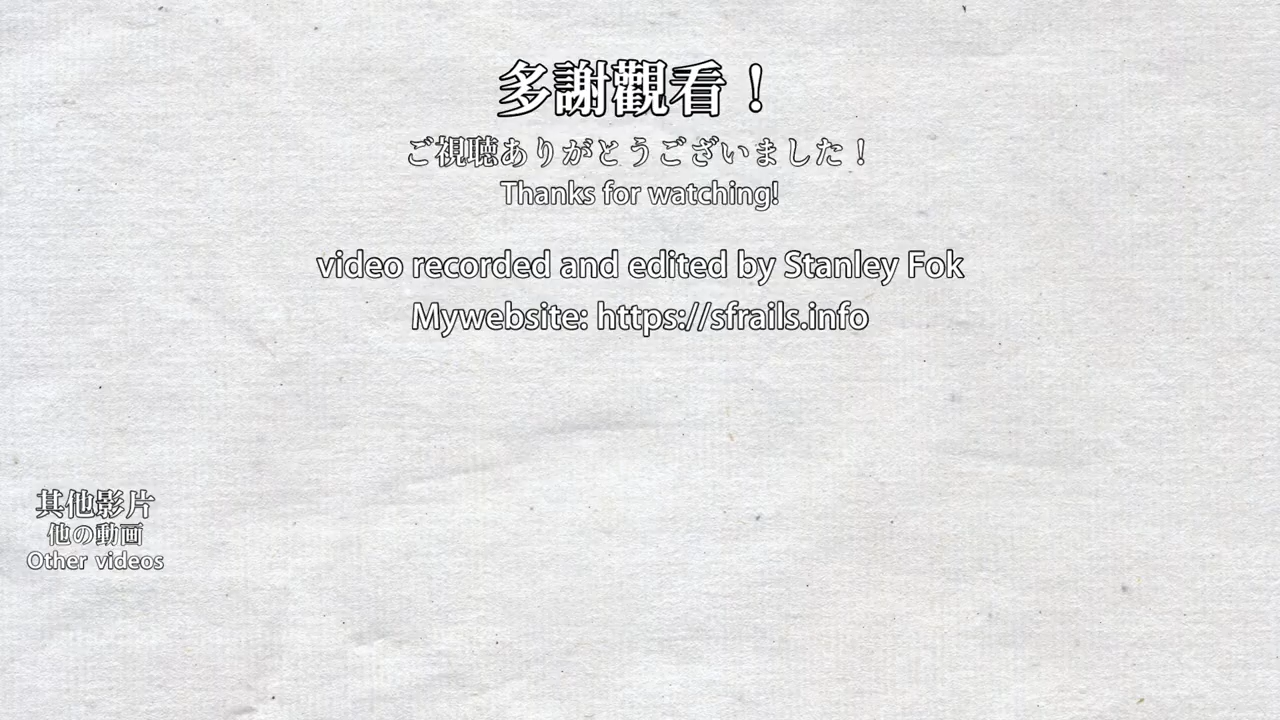 多謝觀看！
ご視聴ありがとうございました！
Thanks for watching!
video recorded and edited by Stanley Fok
Mywebsite: https://sfrails.info
其他影片
他の動画
Other videos